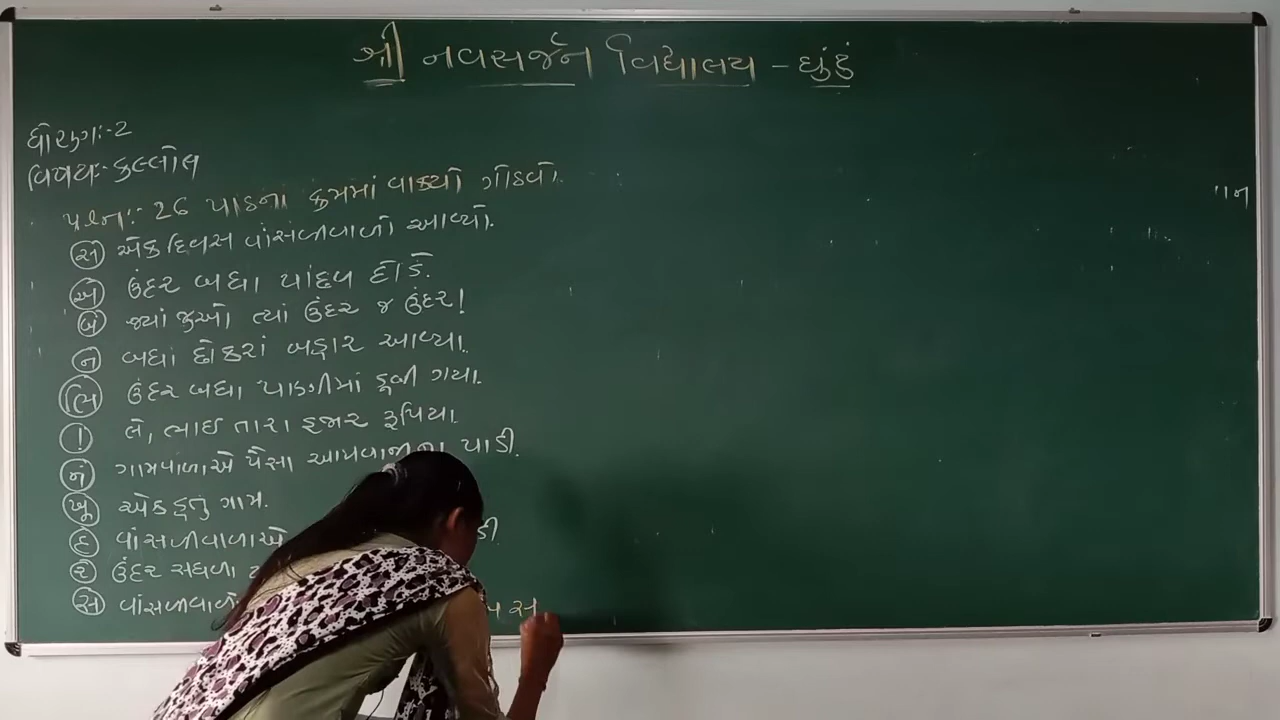 શ્રી નવસર્જન વિદ્યાલય - ઘુંટું
ધોરણ:-2
વિષય:- કલ્લોલ
પ્રશ્ન:- 26 પાઠના ક્રમમાં વાક્યો ગોઠવો.
સ એક દિવસ વાંસળીવાળો આવ્યો.
અ ઉંદર બધા પાછળ દોડે.
બ જ્યાં જુઓ ત્યાં ઉંદર જ ઉંદર!
ન બધાં છોકરાં બહાર આવ્યા.
ભિ ઉંદર બધા પાણીમાં ડૂબી ગયા.
! લે, ભાઈ તારા હજાર રૂપિયા.
નં ગામવાળાએ પૈસા આપવાની ના પાડી.
ખૂ એક હતું ગામ.
હ વાંસળીવાળાએ ડી.
ર ઉંદર સઘળા
સ સ
ાન